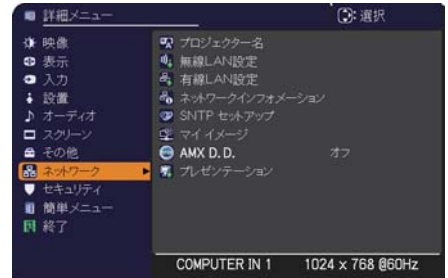 詳細メニュー
:選択
映像
表示
入力
設置
オーディオ
スクリーン
その他
ネットワーク
セキュリティ
簡単メニュー
終了
プロジェクター名
無線LAN設定
有線LAN設定
ネットワークインフォメーション
SNTP セットアップ
マイ イメージ
AMX D.D. オフ
プレゼンテーション
COMPUTER IN 1 1024 x 768 @60Hz